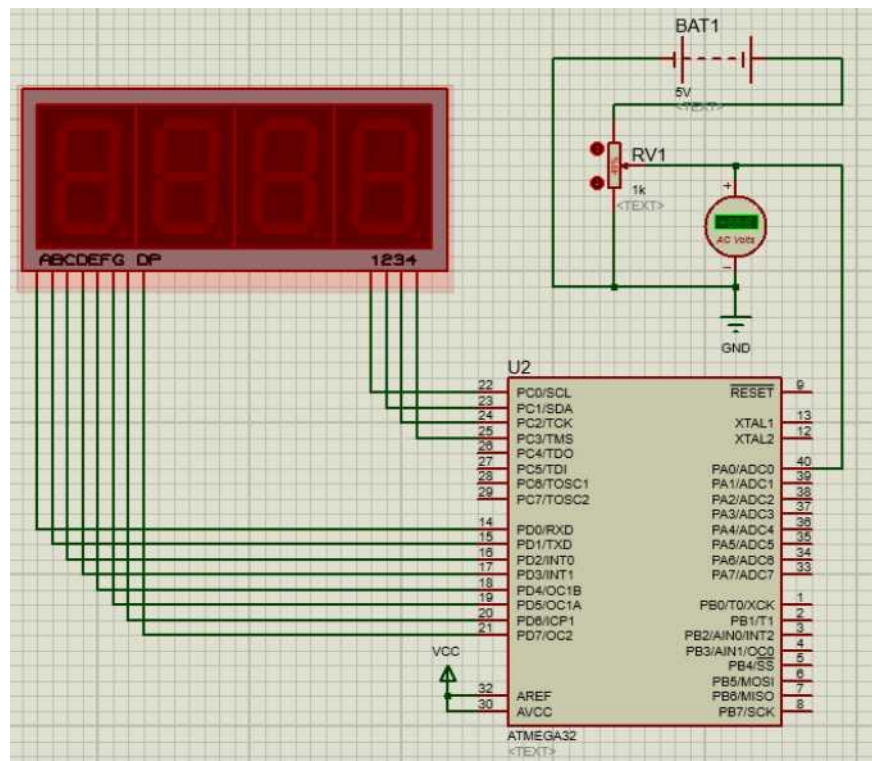 BAT1
5V
<TEXT>
RV1
1k
<TEXT>
+
AC Volts
−
GND
ABCDEFG DP
1234
U2
22 PC0/SCL
23 PC1/SDA
24 PC2/TCK
25 PC3/TMS
26 PC4/TDO
27 PC5/TDI
28 PC6/TOSC1
29 PC7/TOSC2
14 PD0/RXD
15 PD1/TXD
16 PD2/INT0
17 PD3/INT1
18 PD4/OC1B
19 PD5/OC1A
20 PD6/ICP1
21 PD7/OC2
VCC
32 AREF
30 AVCC
RESET 9
XTAL1 13
XTAL2 12
PA0/ADC0 40
PA1/ADC1 39
PA2/ADC2 38
PA3/ADC3 37
PA4/ADC4 36
PA5/ADC5 35
PA6/ADC6 34
PA7/ADC7 33
PB0/T0/XCK 1
PB1/T1 2
PB2/AIN0/INT2 3
PB3/AIN1/OC0 4
PB4/SS 5
PB5/MOSI 6
PB6/MISO 7
PB7/SCK 8
ATMEGA32
<TEXT>